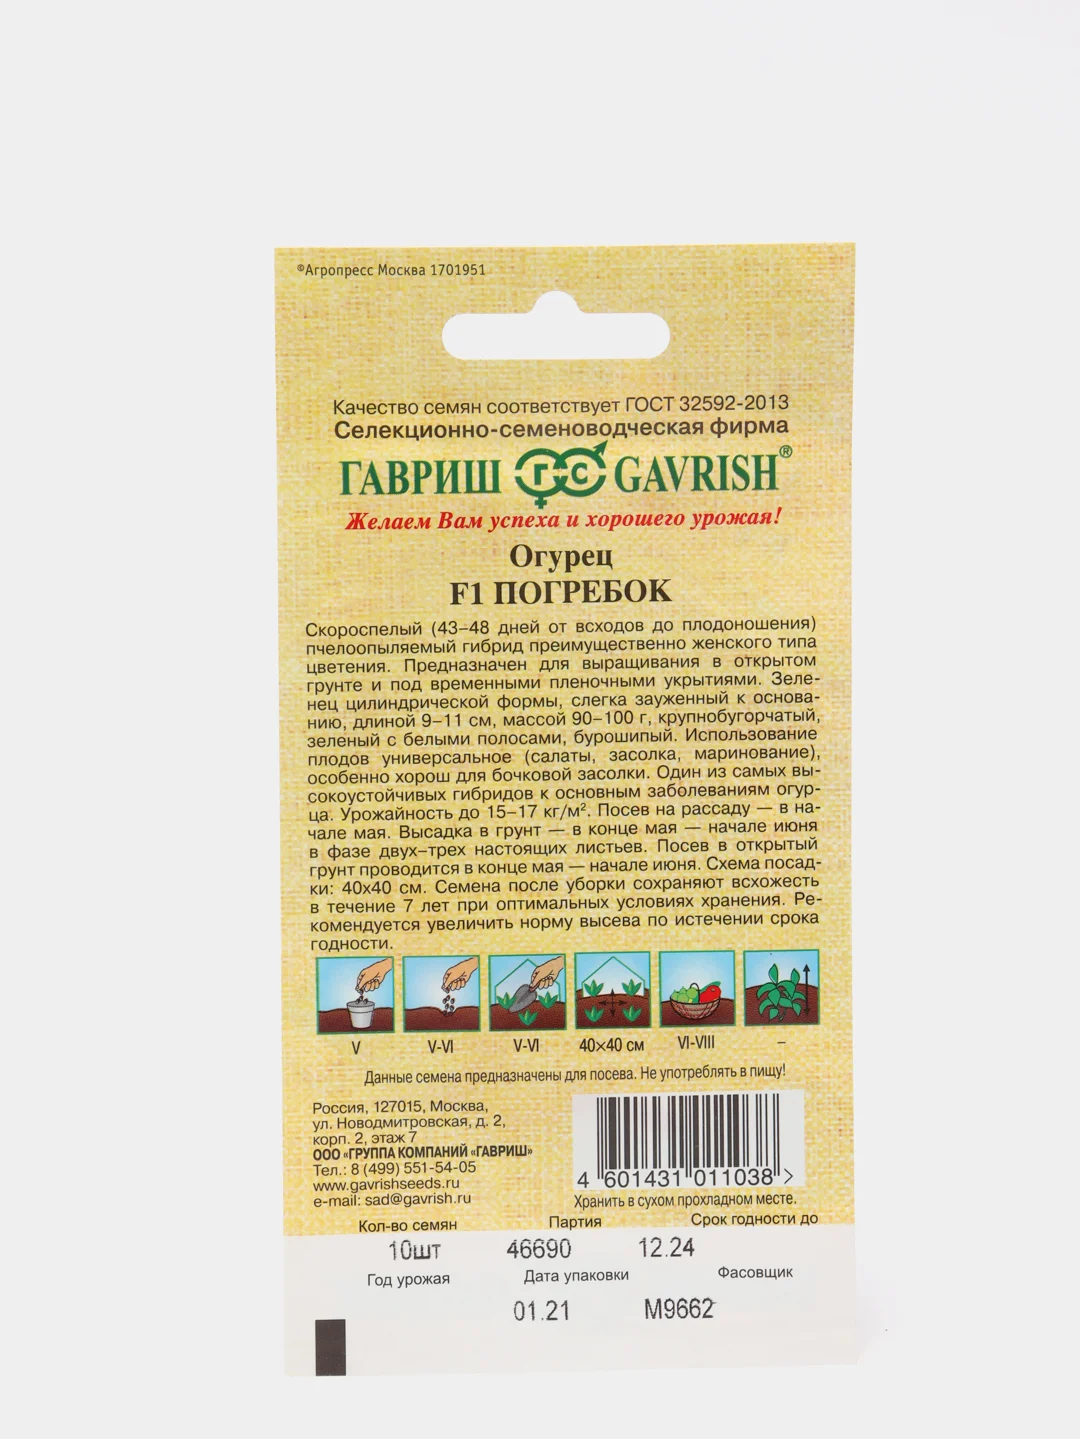 ©Агропресс Москва 1701951
Качество семян соответствует ГОСТ 32592-2013
Селекционно-семеноводческая фирма
ГАВРИШ ГС GAVRISH®
Желаем Вам успеха и хорошего урожая!
Огурец
F1 ПОГРЕБОК
Скороспелый (43–48 дней от всходов до плодоношения)
пчелоопыляемый гибрид преимущественно женского типа
цветения. Предназначен для выращивания в открытом
грунте и под временными пленочными укрытиями. Зеле-
нец цилиндрической формы, слегка зауженный к основа-
нию, длиной 9–11 см, массой 90–100 г, крупнобугорчатый,
зеленый с белыми полосами, бурошипый. Использование
плодов универсальное (салаты, засолка, маринование),
особенно хорош для бочковой засолки. Один из самых вы-
сокоустойчивых гибридов к основным заболеваниям огур-
ца. Урожайность до 15–17 кг/м². Посев на рассаду — в на-
чале мая. Высадка в грунт — в конце мая — начале июня
в фазе двух–трех настоящих листьев. Посев в открытый
грунт проводится в конце мая — начале июня. Схема посад-
ки: 40х40 см. Семена после уборки сохраняют всхожесть
в течение 7 лет при оптимальных условиях хранения. Ре-
комендуется увеличить норму высева по истечении срока
годности.
V V-VI V-VI 40×40 см VI-VIII –
Данные семена предназначены для посева. Не употреблять в пищу!
Россия, 127015, Москва,
ул. Новодмитровская, д. 2,
корп. 2, этаж 7
ООО «ГРУППА КОМПАНИЙ «ГАВРИШ»
Тел.: 8 (499) 551-54-05
www.gavrishseeds.ru
e-mail: sad@gavrish.ru
4 601431 011038 >
Хранить в сухом прохладном месте.
Кол-во семян Партия Срок годности до
10шт 46690 12.24
Год урожая Дата упаковки Фасовщик
01.21 М9662